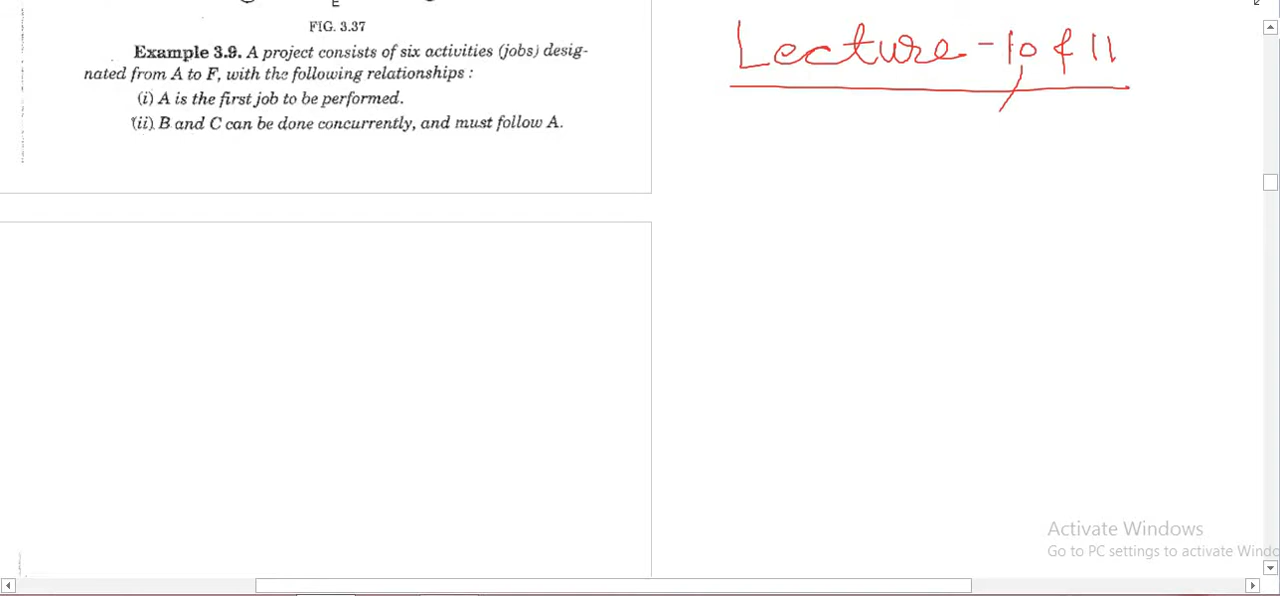 E
FIG. 3.37
Example 3.9. A project consists of six activities (jobs) desig-
nated from A to F, with the following relationships :
(i) A is the first job to be performed.
(ii) B and C can be done concurrently, and must follow A.
Lecture - 10 of 11
Activate Windows
Go to PC settings to activate Windo